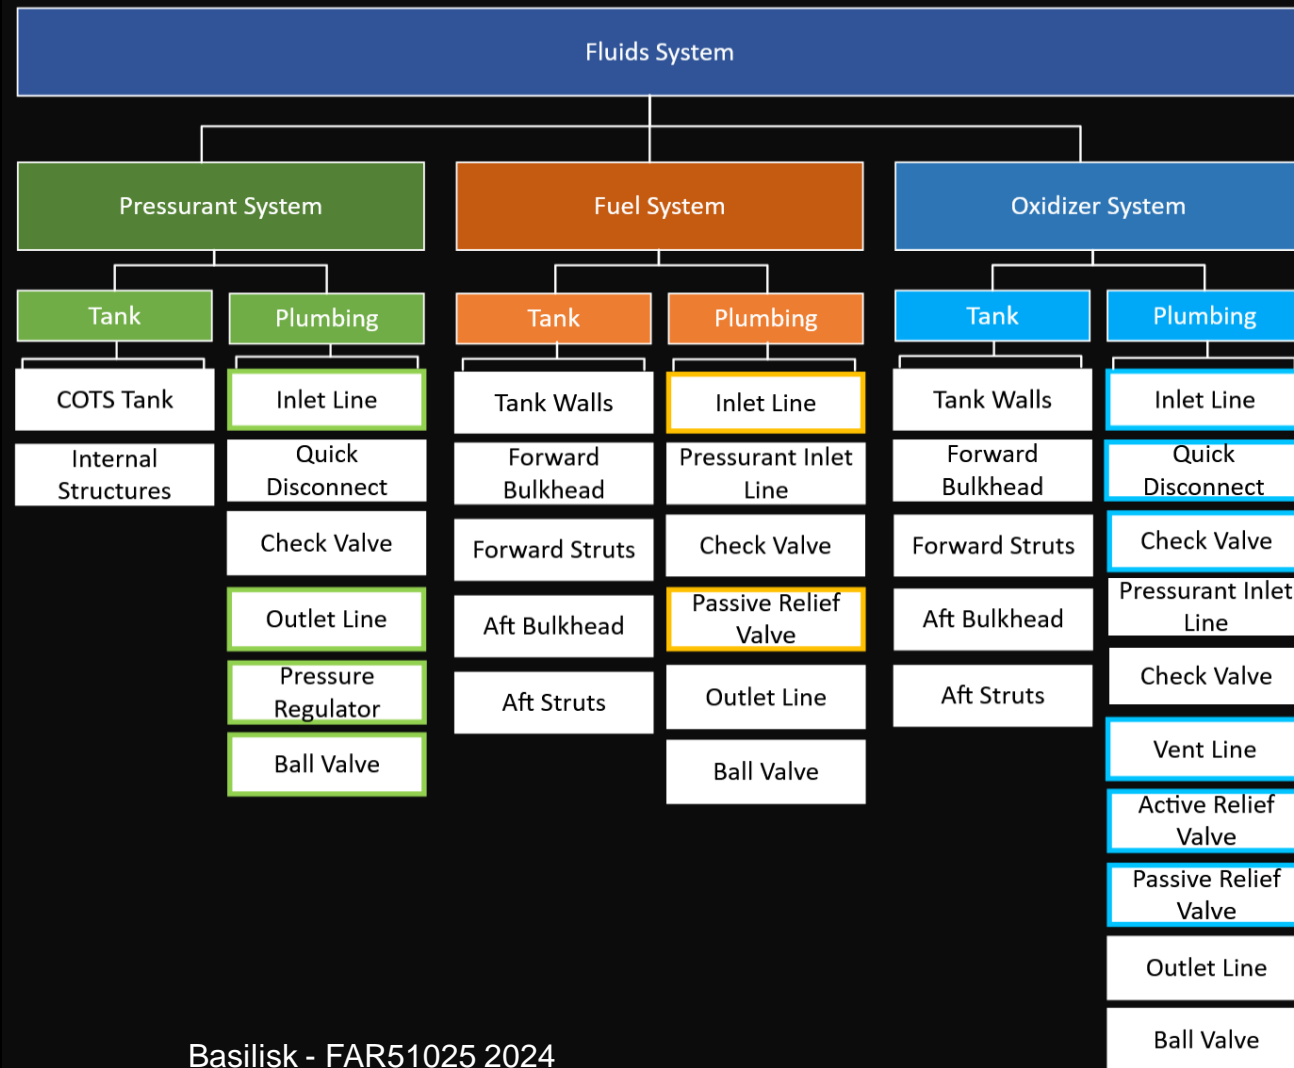 Fluids System
Pressurant System
Fuel System
Oxidizer System
Tank
Plumbing
Tank
Plumbing
Tank
Plumbing
COTS Tank
Internal
Structures
Inlet Line
Quick
Disconnect
Check Valve
Outlet Line
Pressure
Regulator
Ball Valve
Tank Walls
Forward
Bulkhead
Forward Struts
Aft Bulkhead
Aft Struts
Inlet Line
Pressurant Inlet
Line
Check Valve
Passive Relief
Valve
Outlet Line
Ball Valve
Tank Walls
Forward
Bulkhead
Forward Struts
Aft Bulkhead
Aft Struts
Inlet Line
Quick
Disconnect
Check Valve
Pressurant Inlet
Line
Check Valve
Vent Line
Active Relief
Valve
Passive Relief
Valve
Outlet Line
Ball Valve
Basilisk - FAR51025 2024